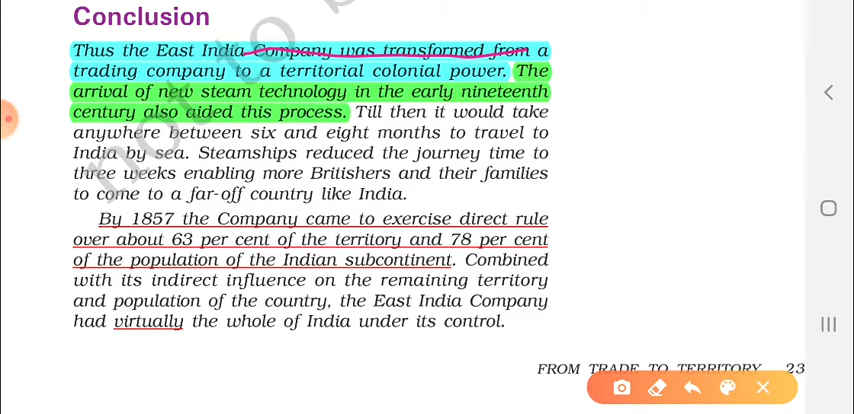 Conclusion
Thus the East India Company was transformed from a
trading company to a territorial colonial power. The
arrival of new steam technology in the early nineteenth
century also aided this process. Till then it would take
anywhere between six and eight months to travel to
India by sea. Steamships reduced the journey time to
three weeks enabling more Britishers and their families
to come to a far-off country like India.
By 1857 the Company came to exercise direct rule
over about 63 per cent of the territory and 78 per cent
of the population of the Indian subcontinent. Combined
with its indirect influence on the remaining territory
and population of the country, the East India Company
had virtually the whole of India under its control.
FROM TRADE TO TERRITORY 23
not to b